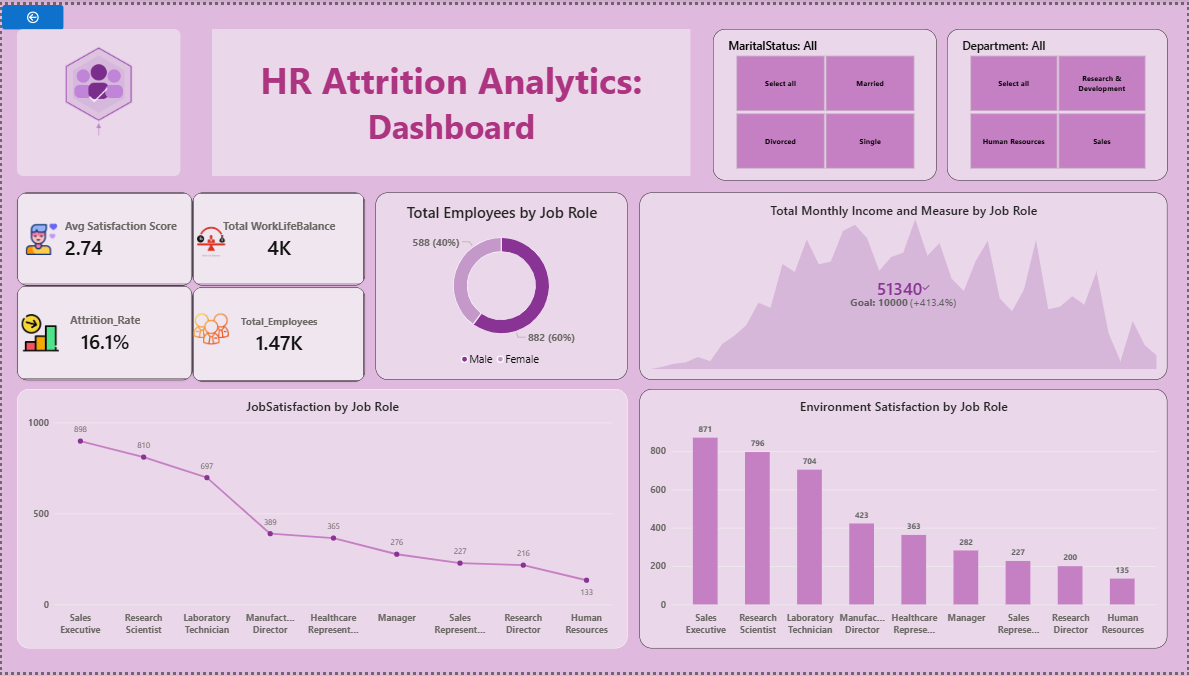 HR Attrition Analytics:
Dashboard
MaritalStatus: All
Select all
Married
Divorced
Single
Department: All
Select all
Research &
Development
Human Resources
Sales
Avg Satisfaction Score
2.74
Total WorkLifeBalance
4K
Attrition_Rate
16.1%
Total_Employees
1.47K
Total Employees by Job Role
588 (40%)
882 (60%)
Male
Female
Total Monthly Income and Measure by Job Role
51340
Goal: 10000 (+413.4%)
JobSatisfaction by Job Role
1000
500
0
898
810
697
389
365
276
227
216
133
Sales
Executive
Research
Scientist
Laboratory
Technician
Manufact...
Director
Healthcare
Represent...
Manager
Sales
Represent...
Research
Director
Human
Resources
Environment Satisfaction by Job Role
800
600
400
200
0
871
796
704
423
363
282
227
200
135
Sales
Executive
Research
Scientist
Laboratory
Technician
Manufac...
Director
Healthcare
Represe...
Manager
Sales
Represe...
Research
Director
Human
Resources